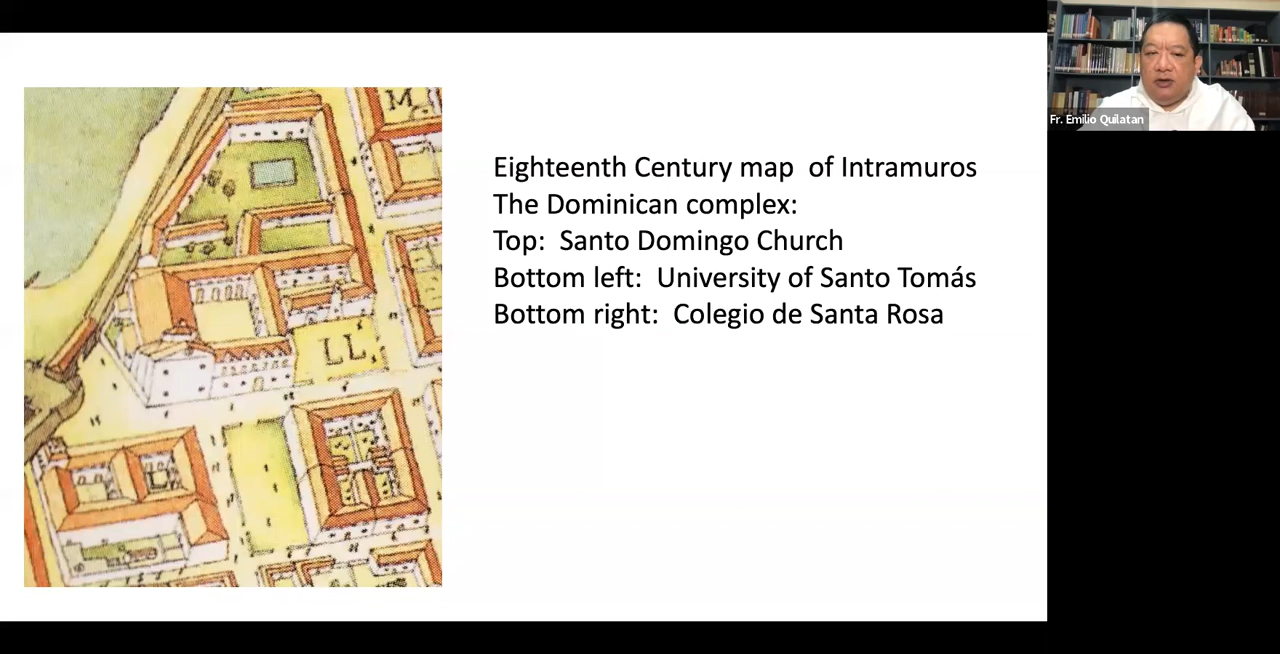 M
LL
Eighteenth Century map of Intramuros
The Dominican complex:
Top: Santo Domingo Church
Bottom left: University of Santo Tomás
Bottom right: Colegio de Santa Rosa
Fr. Emilio Quilatan